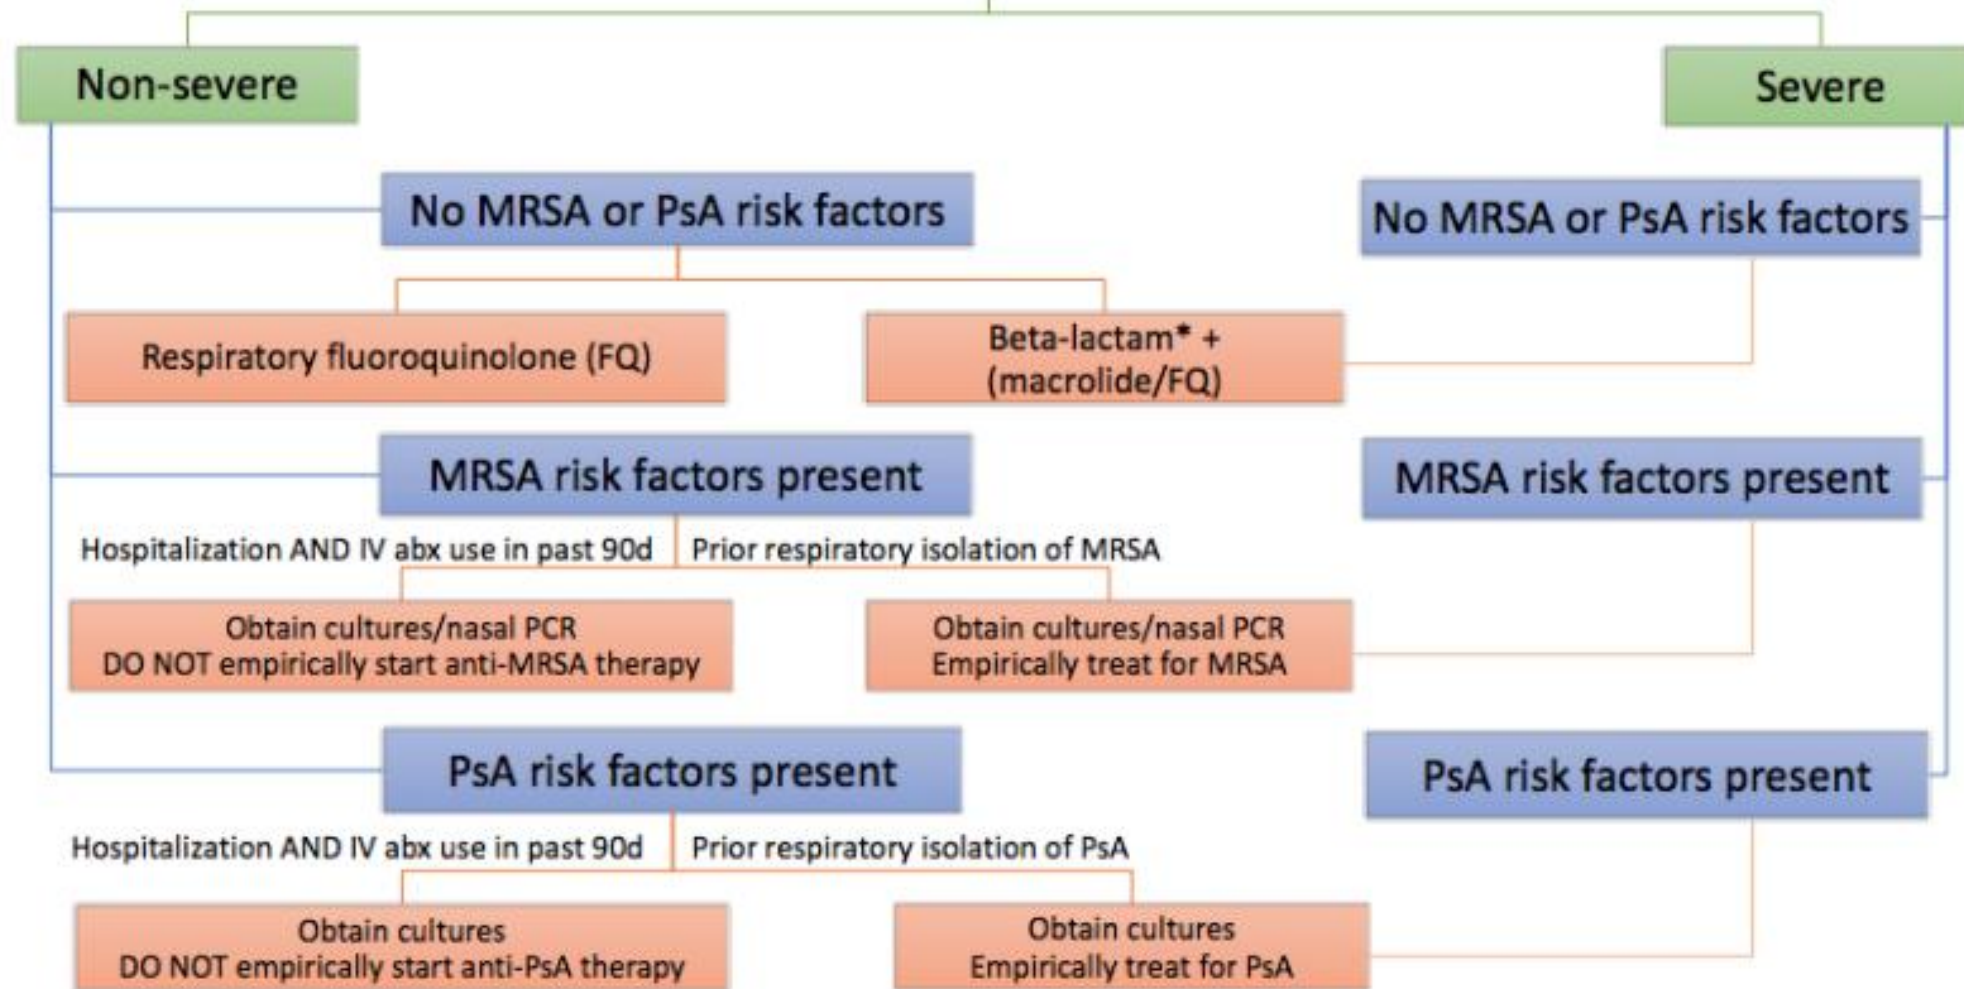 Non-severe
Severe
No MRSA or PsA risk factors
No MRSA or PsA risk factors
Respiratory fluoroquinolone (FQ)
Beta-lactam* +
(macrolide/FQ)
MRSA risk factors present
MRSA risk factors present
Hospitalization AND IV abx use in past 90d
Prior respiratory isolation of MRSA
Obtain cultures/nasal PCR
DO NOT empirically start anti-MRSA therapy
Obtain cultures/nasal PCR
Empirically treat for MRSA
PsA risk factors present
PsA risk factors present
Hospitalization AND IV abx use in past 90d
Prior respiratory isolation of PsA
Obtain cultures
DO NOT empirically start anti-PsA therapy
Obtain cultures
Empirically treat for PsA